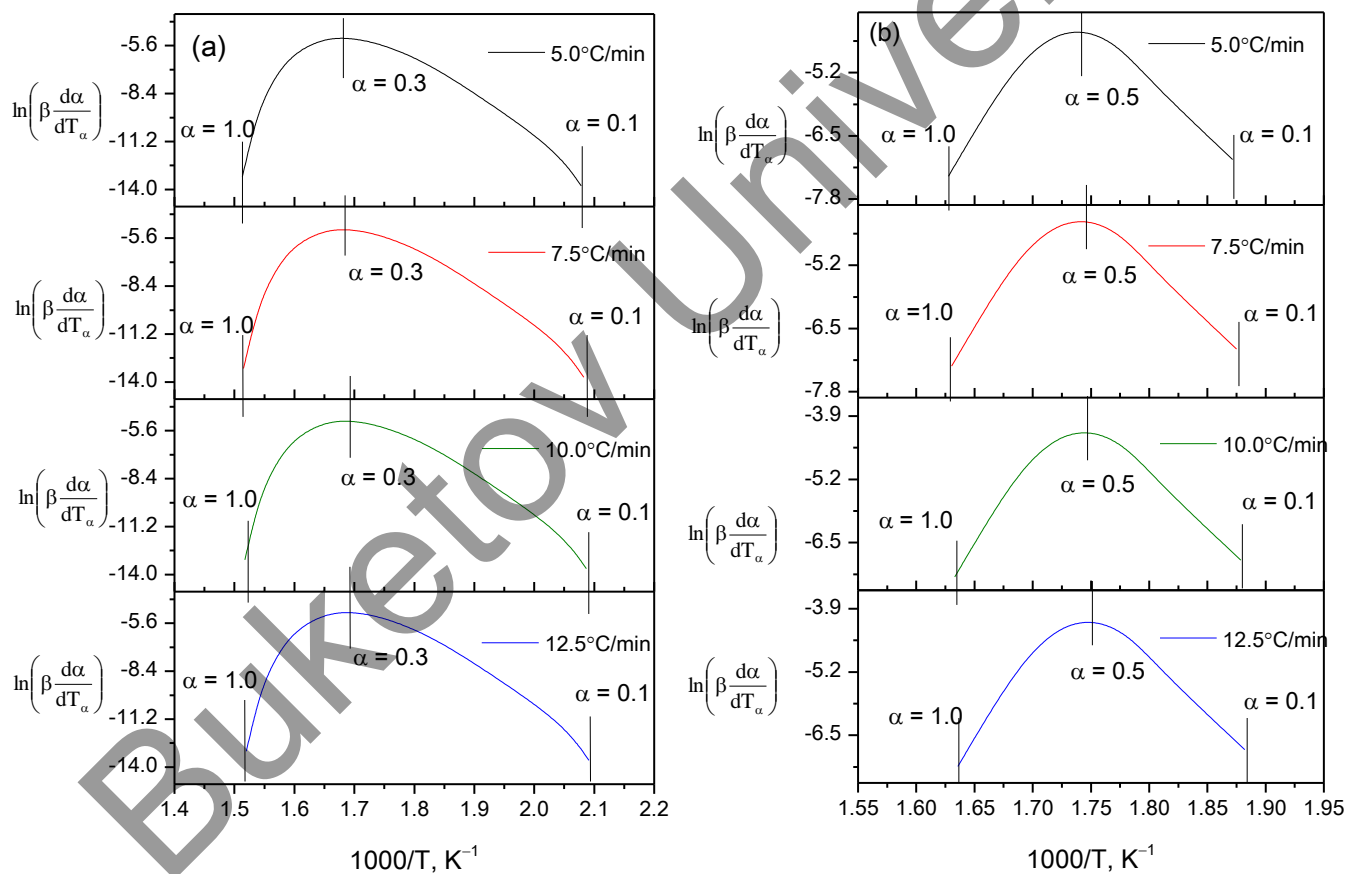 (a)
5.0°C/min
-5.6
-8.4
-11.2
-14.0
ln(β dα/dTα)
α = 1.0
α = 0.3
α = 0.1
7.5°C/min
-5.6
-8.4
-11.2
-14.0
ln(β dα/dTα)
α = 1.0
α = 0.3
α = 0.1
10.0°C/min
-5.6
-8.4
-11.2
-14.0
ln(β dα/dTα)
α = 1.0
α = 0.3
α = 0.1
12.5°C/min
-5.6
-8.4
-11.2
-14.0
ln(β dα/dTα)
α = 1.0
α = 0.3
α = 0.1
1.4 1.5 1.6 1.7 1.8 1.9 2.0 2.1 2.2
1000/T, K⁻¹
(b)
5.0°C/min
-5.2
-6.5
-7.8
ln(β dα/dTα)
α = 1.0
α = 0.5
α = 0.1
7.5°C/min
-5.2
-6.5
-7.8
ln(β dα/dTα)
α =1.0
α = 0.5
α = 0.1
10.0°C/min
-3.9
-5.2
-6.5
ln(β dα/dTα)
α = 1.0
α = 0.5
α = 0.1
12.5°C/min
-3.9
-5.2
-6.5
ln(β dα/dTα)
α = 1.0
α = 0.5
α = 0.1
1.55 1.60 1.65 1.70 1.75 1.80 1.85 1.90 1.95
1000/T, K⁻¹
Buketov Unive